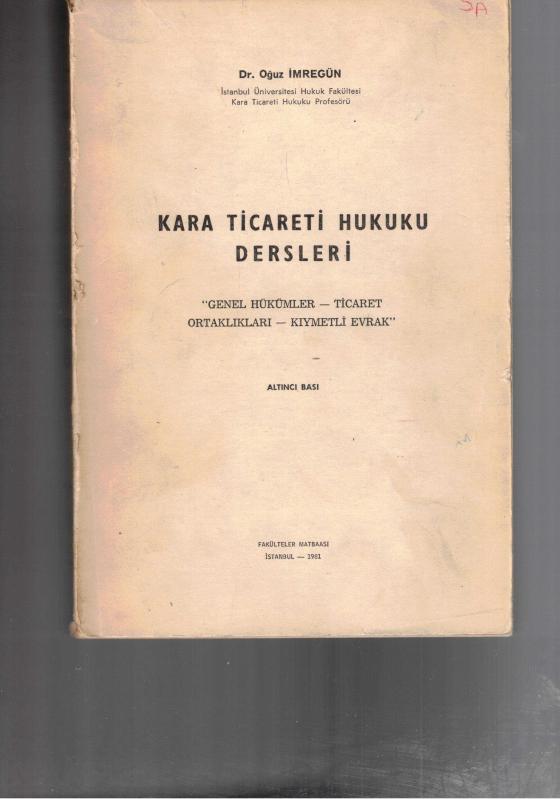 SA
Dr. Oğuz İMREGÜN
İstanbul Üniversitesi Hukuk Fakültesi
Kara Ticareti Hukuku Profesörü
KARA TİCARETİ HUKUKU
DERSLERİ
"GENEL HÜKÜMLER — TİCARET
ORTAKLIKLARI — KIYMETLİ EVRAK"
ALTINCI BASI
FAKÜLTELER MATBAASI
İSTANBUL — 1981